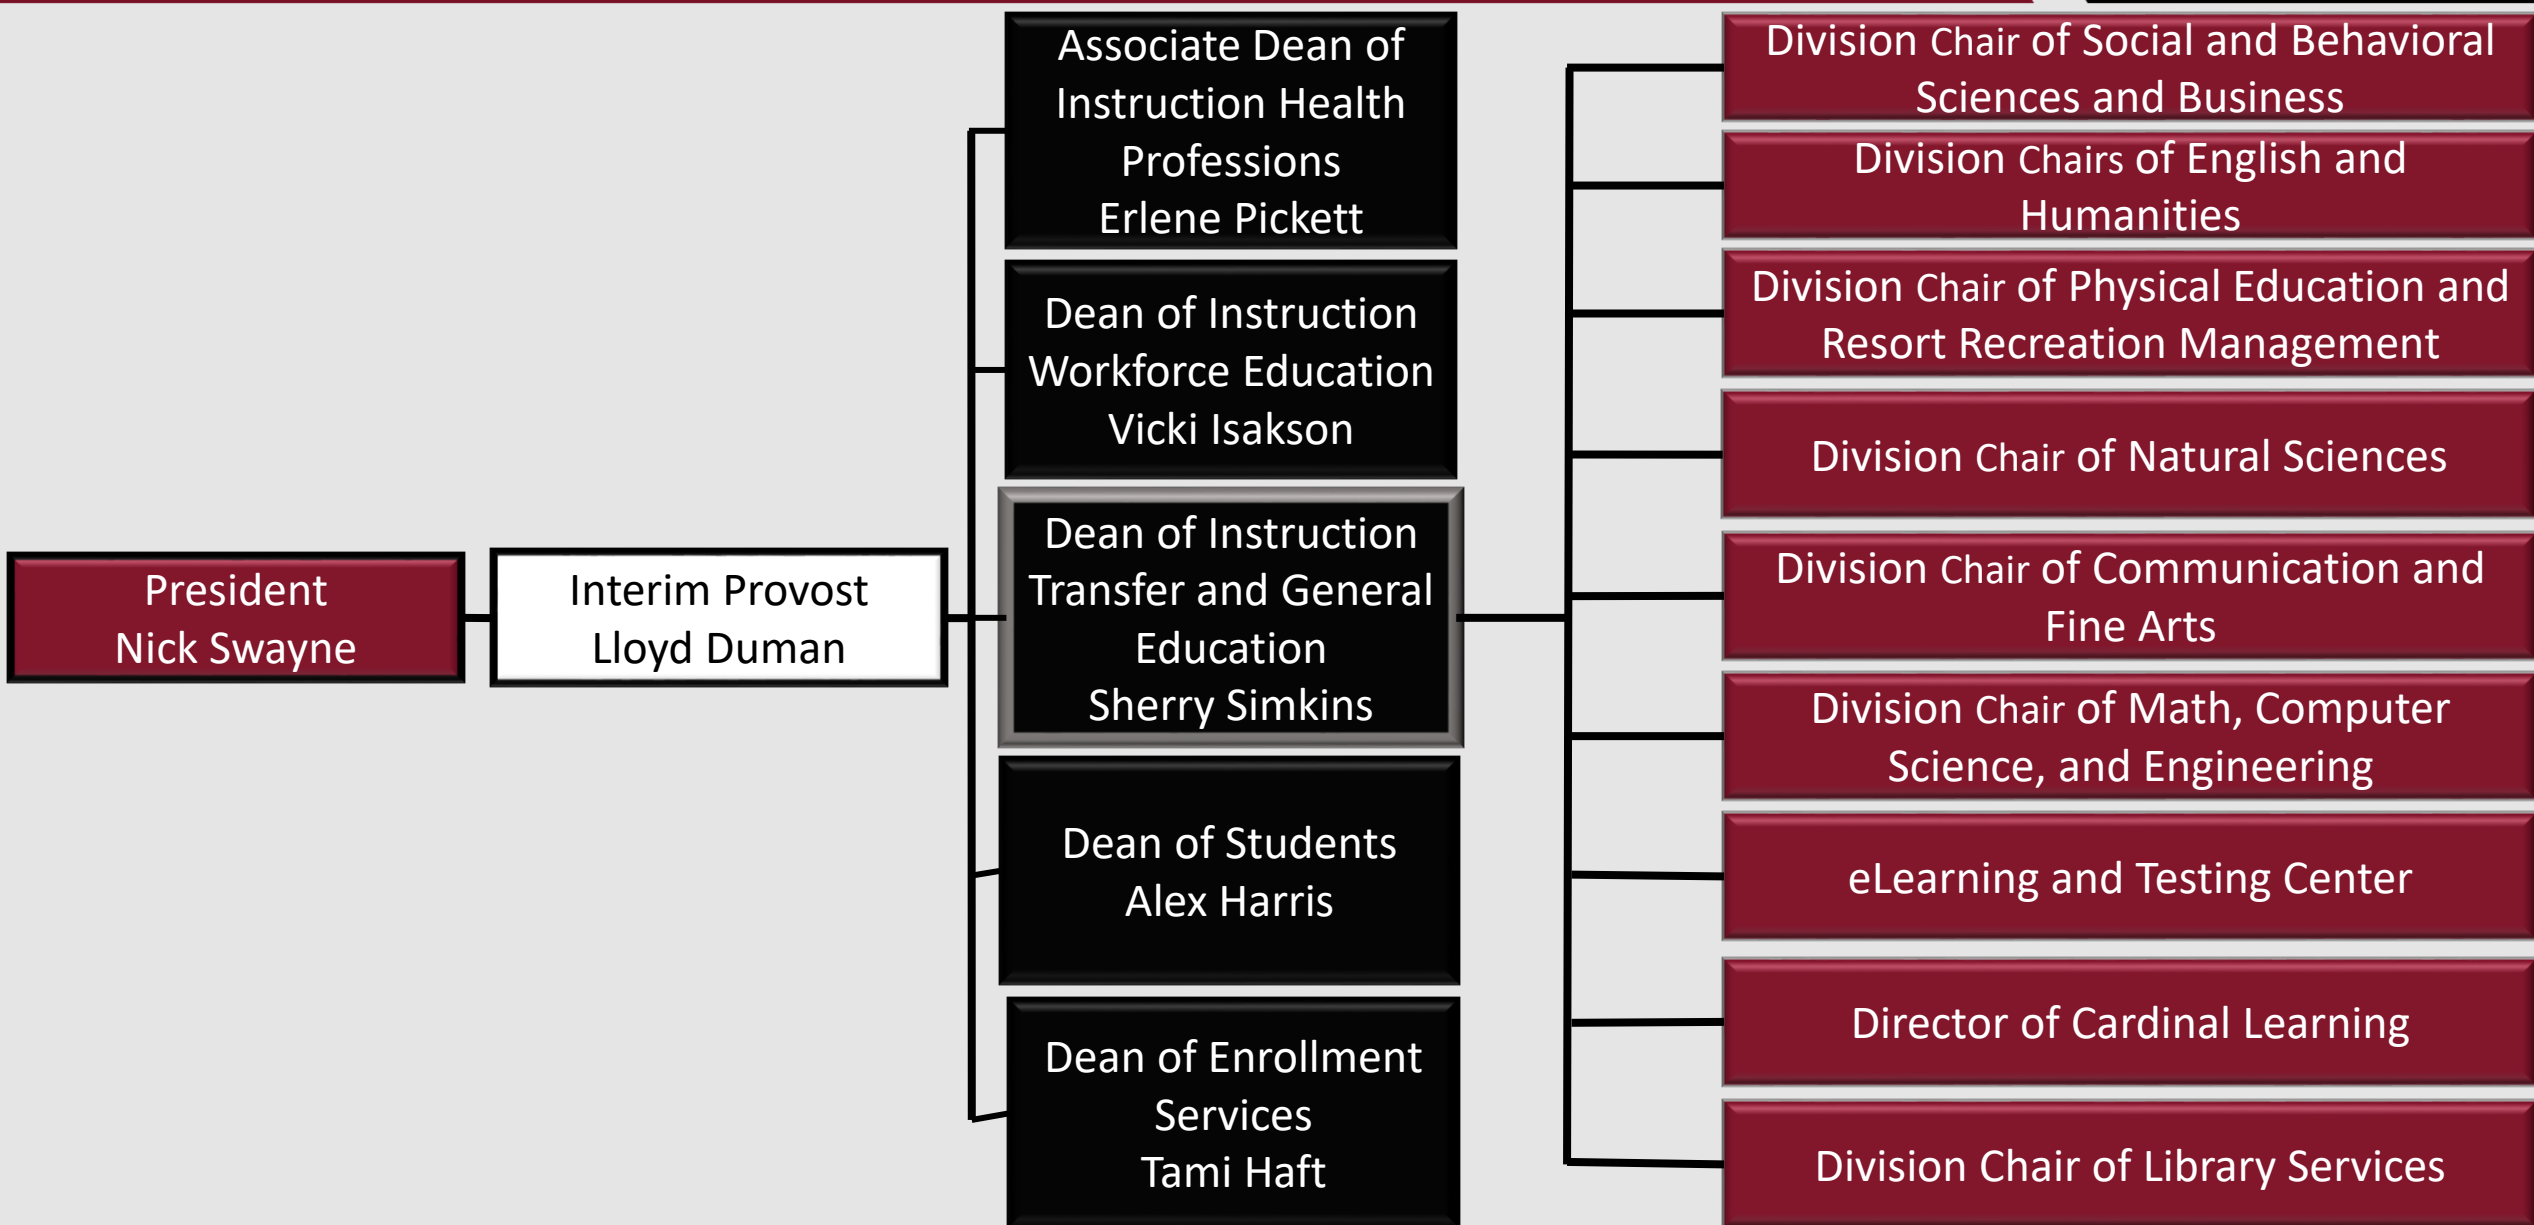 President
Nick Swayne
Interim Provost
Lloyd Duman
Associate Dean of
Instruction Health
Professions
Erlene Pickett
Dean of Instruction
Workforce Education
Vicki Isakson
Dean of Instruction
Transfer and General
Education
Sherry Simkins
Dean of Students
Alex Harris
Dean of Enrollment
Services
Tami Haft
Division Chair of Social and Behavioral
Sciences and Business
Division Chairs of English and
Humanities
Division Chair of Physical Education and
Resort Recreation Management
Division Chair of Natural Sciences
Division Chair of Communication and
Fine Arts
Division Chair of Math, Computer
Science, and Engineering
eLearning and Testing Center
Director of Cardinal Learning
Division Chair of Library Services